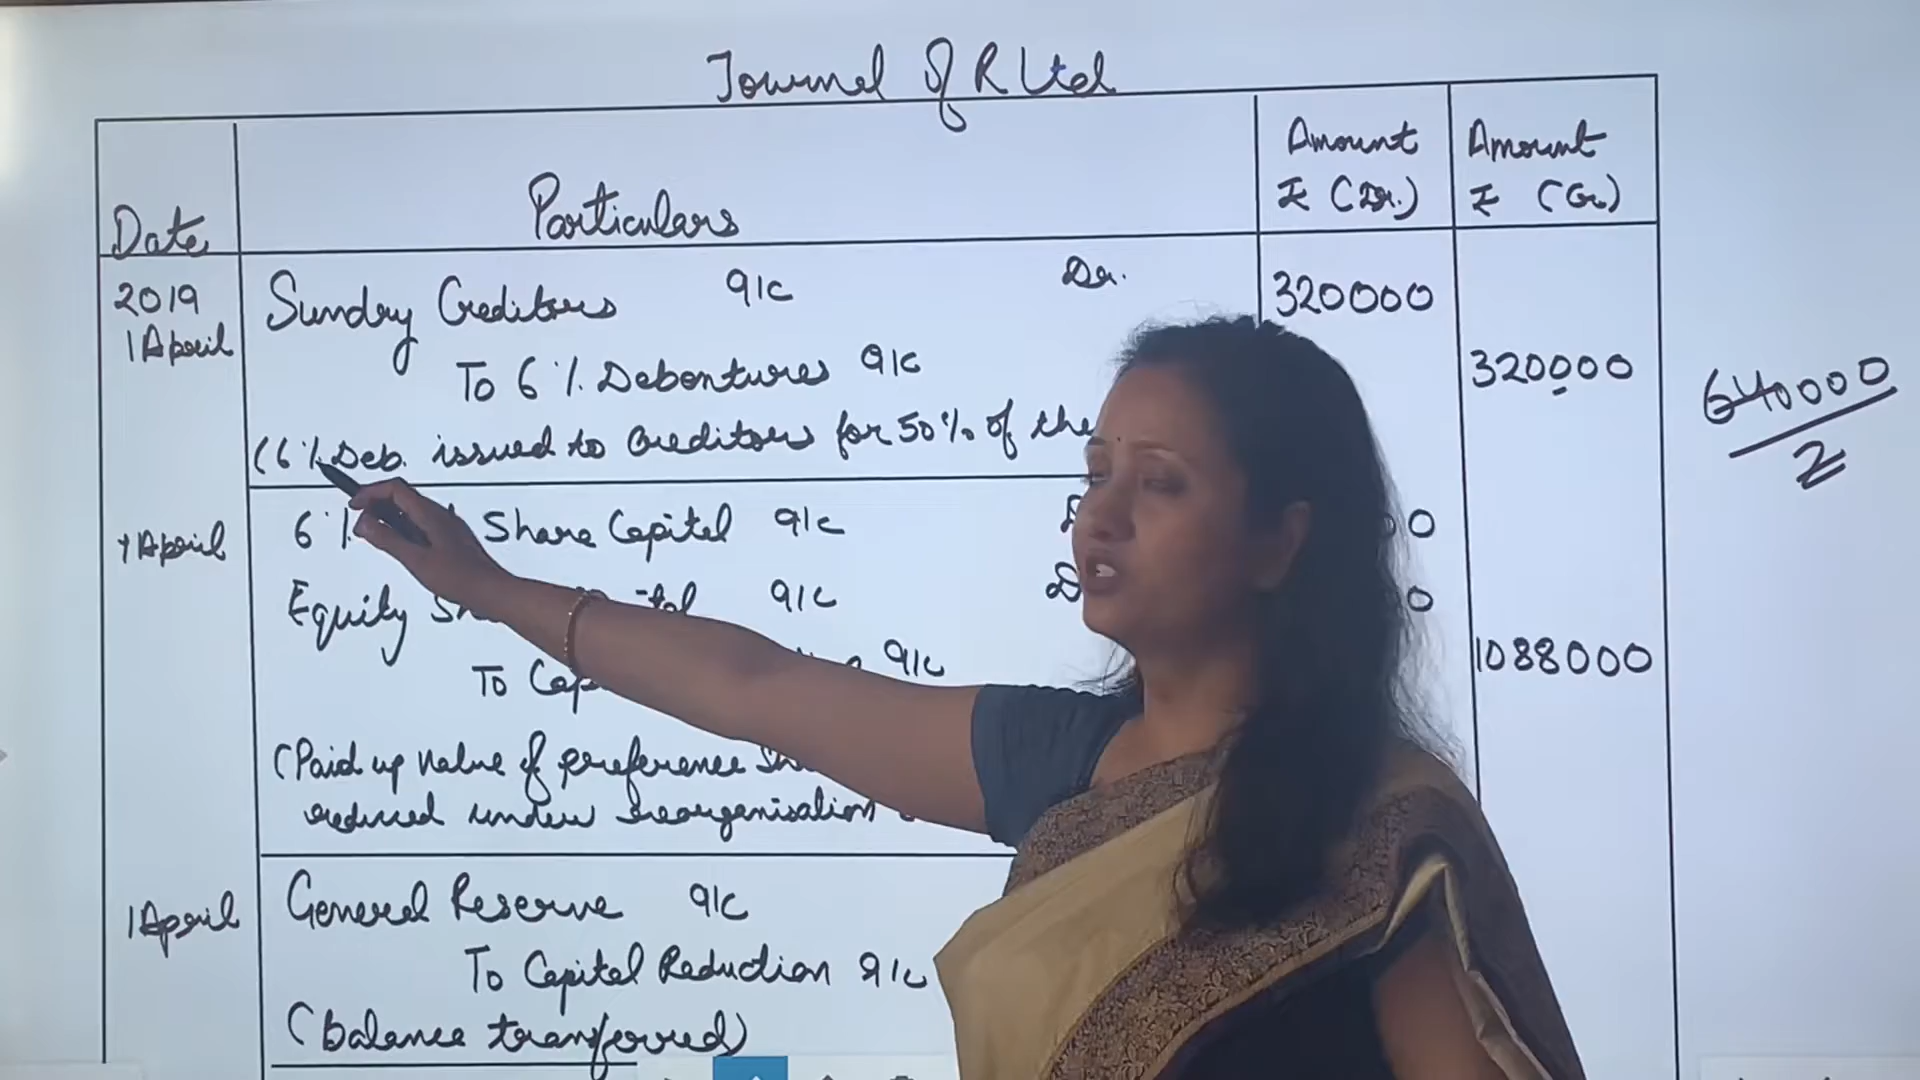 Journal of R Ltd
Date
Particulars
Amount
₹ (Dr.)
Amount
₹ (Cr.)
2019
1 April
Sundry Creditors a/c Dr. 320000
To 6% Debentures a/c 320000
(6% Deb. issued to Creditors for 50% of the
640000
2
1 April
6% Share Capital a/c
Equity a/c
To a/c 1088000
(Paid up value of preference
reduced under reorganisation
1 April
General Reserve a/c
To Capital Reduction a/c
(balance transferred)